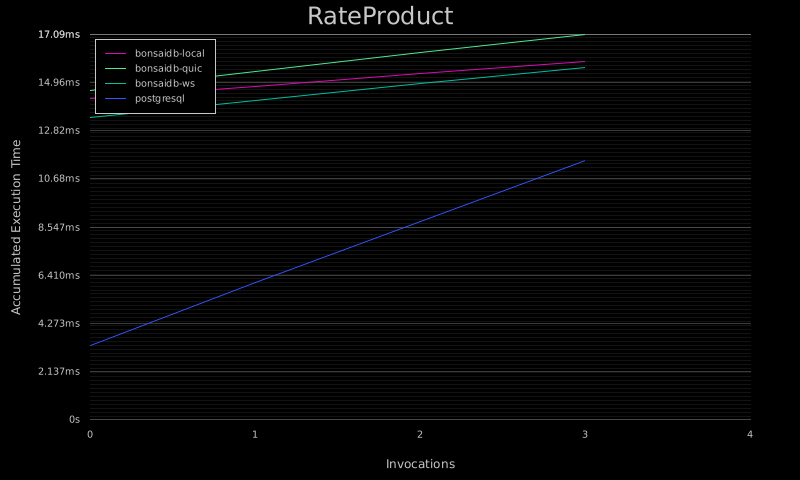 RateProduct
17.09ms
bonsaidb-local
bonsaidb-quic
bonsaidb-ws
postgresql
14.96ms
12.82ms
10.68ms
8.547ms
6.410ms
4.273ms
2.137ms
0s
Accumulated Execution Time
0 1 2 3 4
Invocations